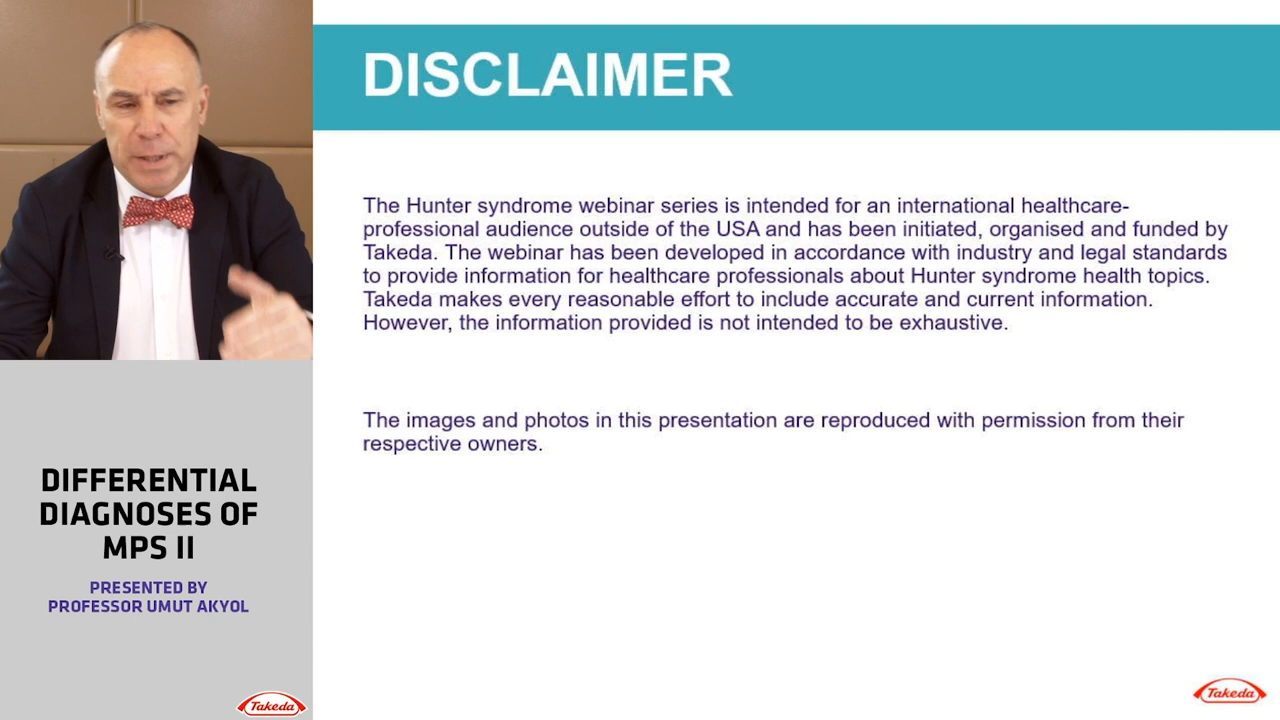 DISCLAIMER
The Hunter syndrome webinar series is intended for an international healthcare-
professional audience outside of the USA and has been initiated, organised and funded by
Takeda. The webinar has been developed in accordance with industry and legal standards
to provide information for healthcare professionals about Hunter syndrome health topics.
Takeda makes every reasonable effort to include accurate and current information.
However, the information provided is not intended to be exhaustive.
The images and photos in this presentation are reproduced with permission from their
respective owners.
DIFFERENTIAL
DIAGNOSES OF
MPS II
PRESENTED BY
PROFESSOR UMUT AKYOL
Takeda
Takeda